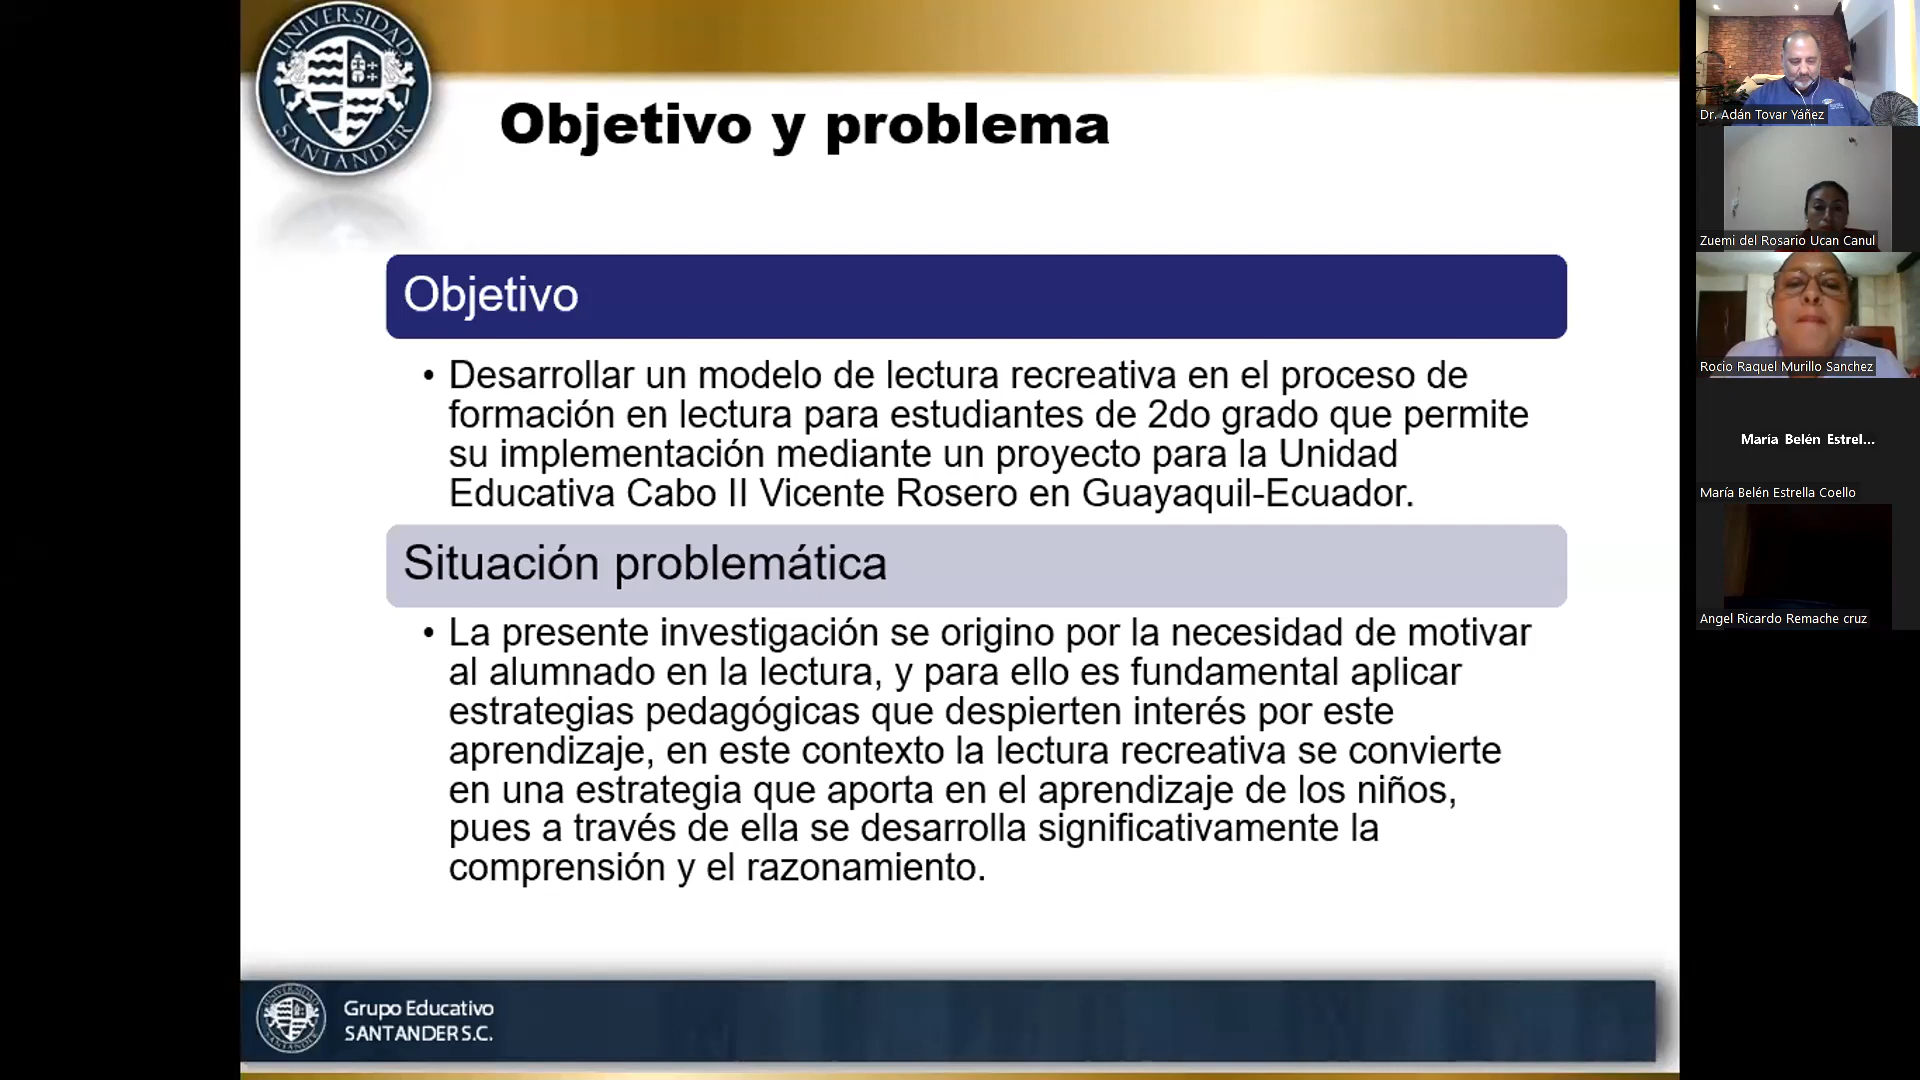 UNIVERSIDAD
SANTANDER
Objetivo y problema
Objetivo
• Desarrollar un modelo de lectura recreativa en el proceso de
formación en lectura para estudiantes de 2do grado que permite
su implementación mediante un proyecto para la Unidad
Educativa Cabo II Vicente Rosero en Guayaquil-Ecuador.
Situación problemática
• La presente investigación se origino por la necesidad de motivar
al alumnado en la lectura, y para ello es fundamental aplicar
estrategias pedagógicas que despierten interés por este
aprendizaje, en este contexto la lectura recreativa se convierte
en una estrategia que aporta en el aprendizaje de los niños,
pues a través de ella se desarrolla significativamente la
comprensión y el razonamiento.
UNIVERSIDAD
SANTANDER
Grupo Educativo
SANTANDER S.C.
Dr. Adán Tovar Yáñez
Zuemi del Rosario Ucan Canul
Rocio Raquel Murillo Sanchez
María Belén Estrel...
María Belén Estrella Coello
Angel Ricardo Remache cruz